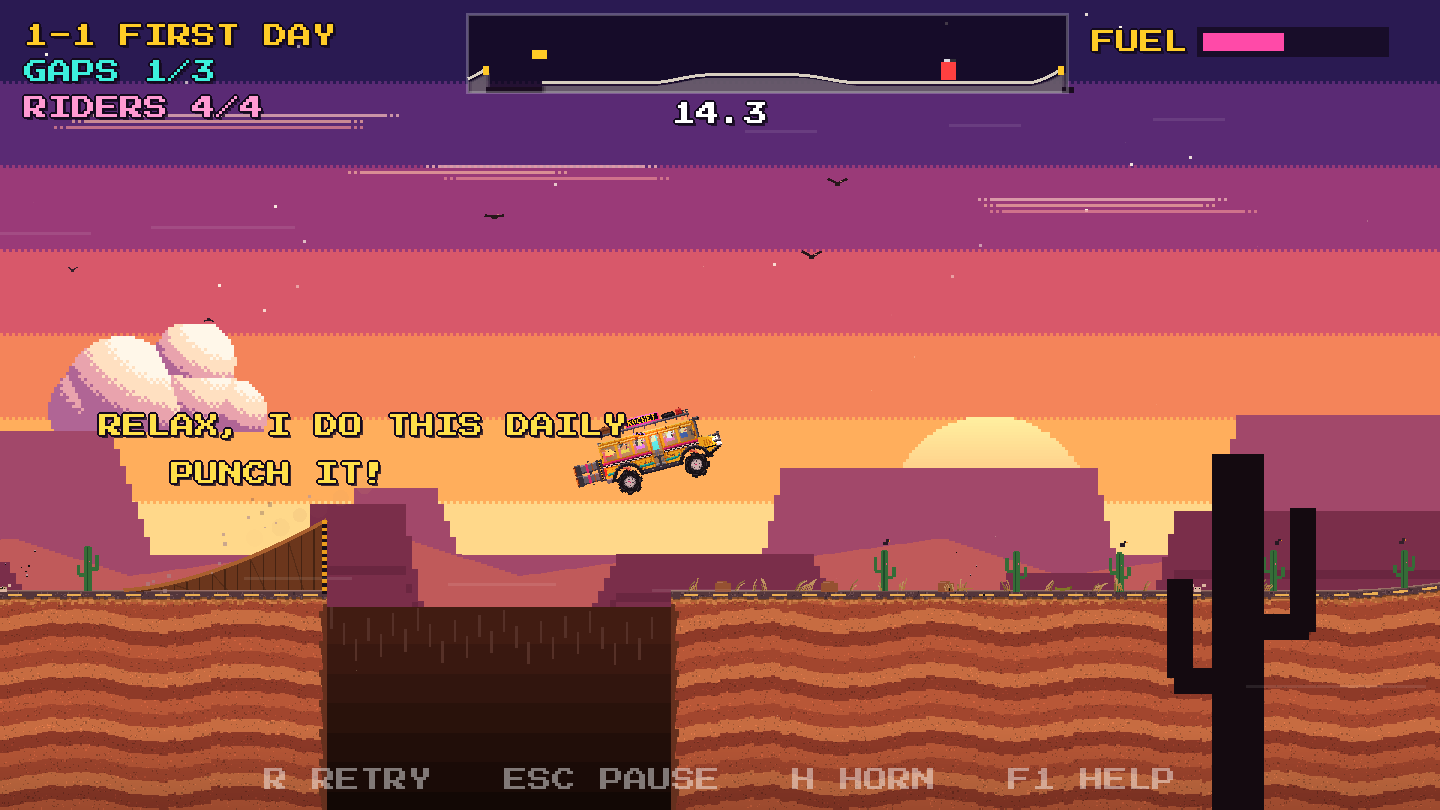 1-1 FIRST DAY
GAPS 1/3
RIDERS 4/4
14.3
FUEL
RELAX, I DO THIS DAILY
PUNCH IT!
R RETRY ESC PAUSE H HORN F1 HELP